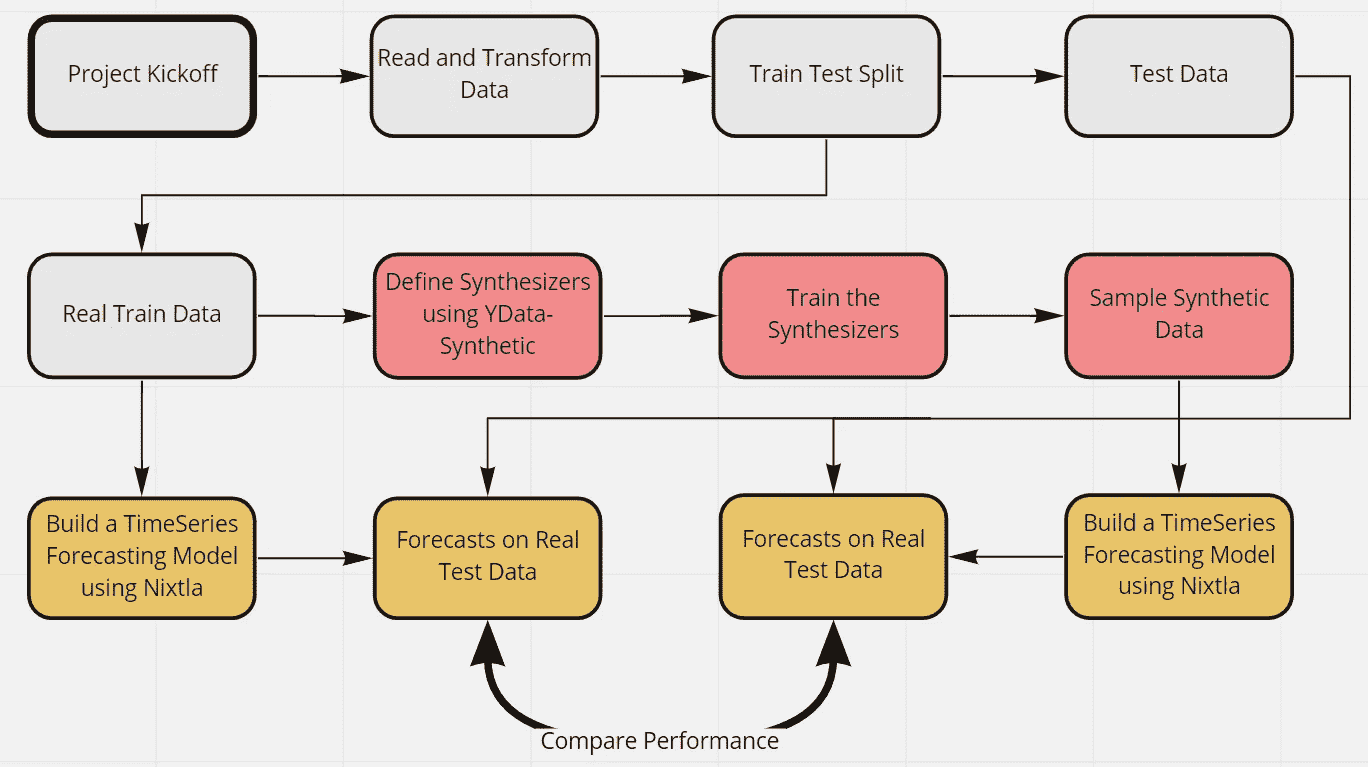 Project Kickoff
Read and Transform
Data
Train Test Split
Test Data
Real Train Data
Define Synthesizers
using YData-
Synthetic
Train the
Synthesizers
Sample Synthetic
Data
Build a TimeSeries
Forecasting Model
using Nixtla
Forecasts on Real
Test Data
Forecasts on Real
Test Data
Build a TimeSeries
Forecasting Model
using Nixtla
Compare Performance